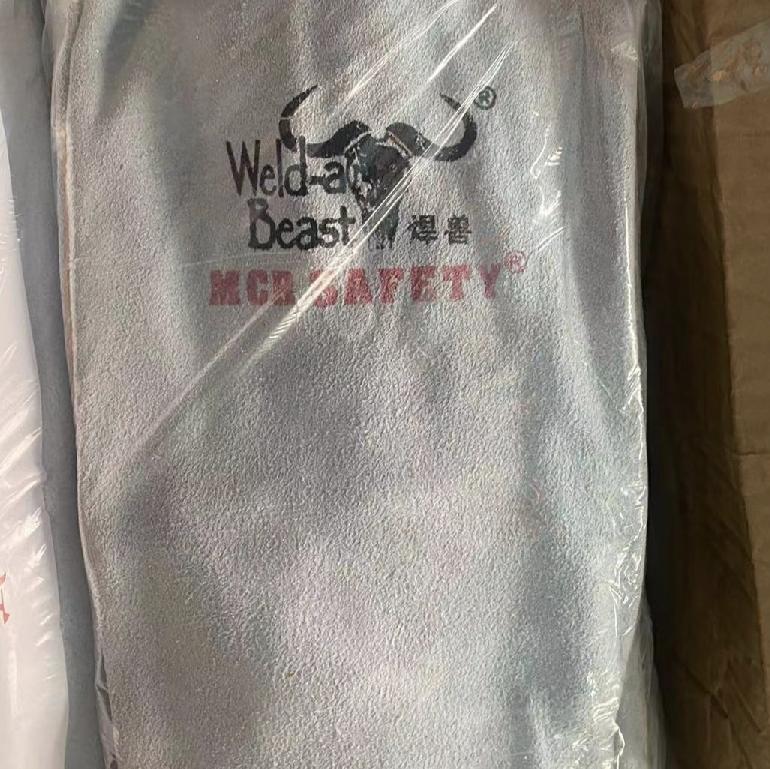 Weld-a
Beast 焊兽
®
MCR SAFETY®